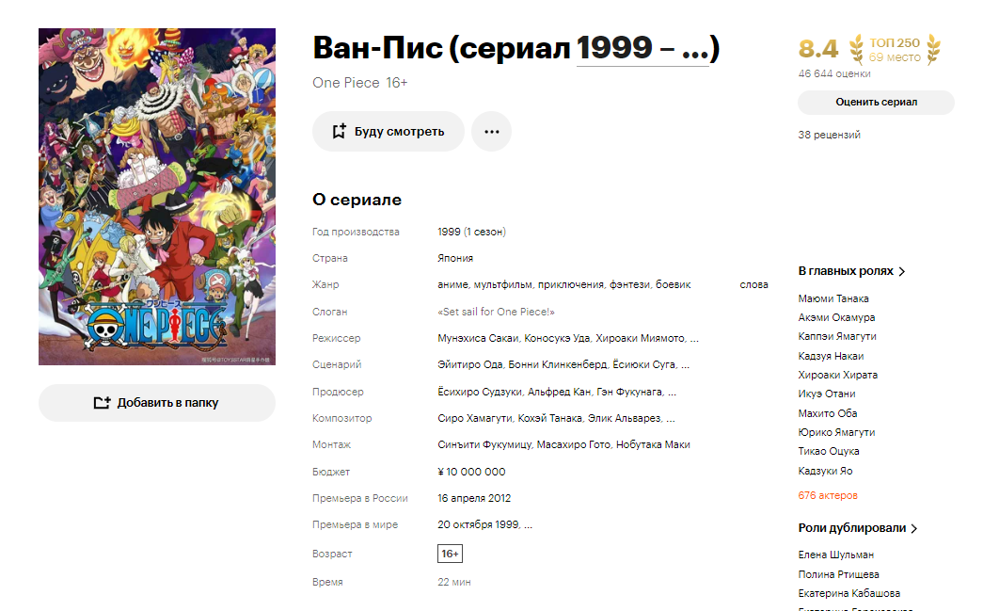 Ван-Пис (сериал 1999 – ...)
One Piece 16+
Буду смотреть
...
ワンピース
ONE PIECE
Добавить в папку
О сериале
Год производства 1999 (1 сезон)
Страна Япония
Жанр аниме, мультфильм, приключения, фэнтези, боевик слова
Слоган «Set sail for One Piece!»
Режиссер Мунэхиса Сакаи, Коносукэ Уда, Хироаки Миямото, ...
Сценарий Эйитиро Ода, Бонни Клинкенберд, Ёсиюки Суга, ...
Продюсер Ёсихиро Судзуки, Альфред Кан, Гэн Фукунага, ...
Композитор Сиро Хамагути, Кохэй Танака, Элик Альварез, ...
Монтаж Синъити Фукумицу, Масахиро Гото, Нобутака Маки
Бюджет ¥ 10 000 000
Премьера в России 16 апреля 2012
Премьера в мире 20 октября 1999, ...
Возраст 16+
Время 22 мин
8.4 ТОП 250
69 место
46 644 оценки
Оценить сериал
38 рецензий
В главных ролях
Маюми Танака
Акэми Окамура
Каппэи Ямагути
Кадзуя Накаи
Хироаки Хирата
Икуэ Отани
Махито Оба
Юрико Ямагути
Тикао Оцука
Кадзуки Яо
676 актеров
Роли дублировали
Елена Шульман
Полина Ртищева
Екатерина Кабашова